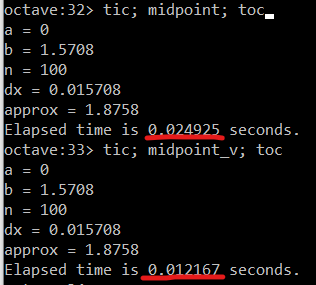 octave:32> tic; midpoint; toc
a = 0
b = 1.5708
n = 100
dx = 0.015708
approx = 1.8758
Elapsed time is 0.024925 seconds.
octave:33> tic; midpoint_v; toc
a = 0
b = 1.5708
n = 100
dx = 0.015708
approx = 1.8758
Elapsed time is 0.012167 seconds.